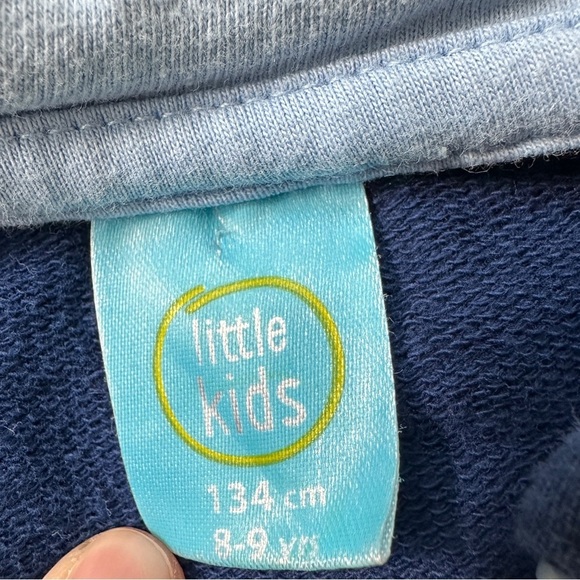 little
kids
134 cm
8-9 yrs